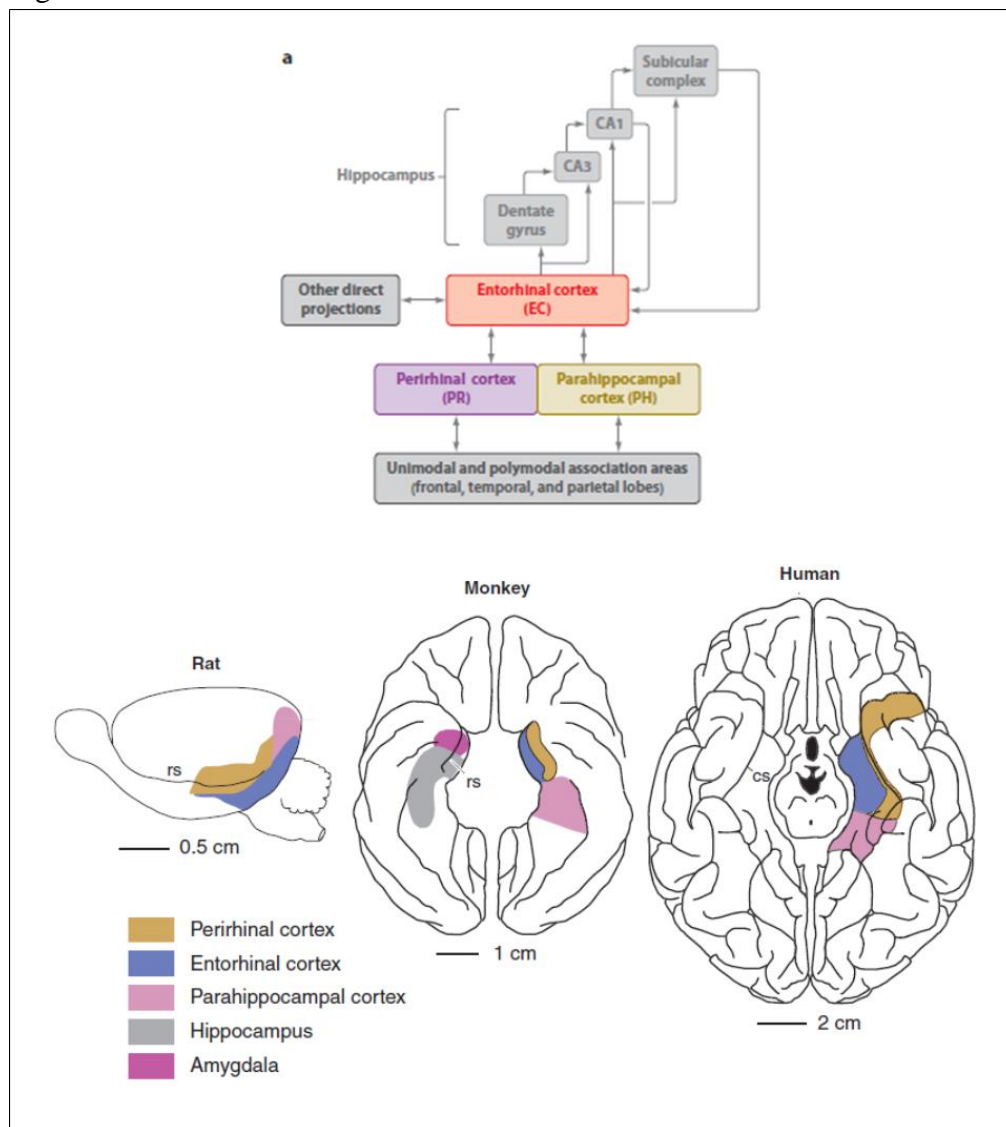 a
Subicular
complex
CA1
Hippocampus
CA3
Dentate
gyrus
Other direct
projections
Entorhinal cortex
(EC)
Perirhinal cortex
(PR)
Parahippocampal
cortex (PH)
Unimodal and polymodal association areas
(frontal, temporal, and parietal lobes)
Rat
Monkey
Human
rs
rs
cs
0.5 cm
1 cm
2 cm
Perirhinal cortex
Entorhinal cortex
Parahippocampal cortex
Hippocampus
Amygdala